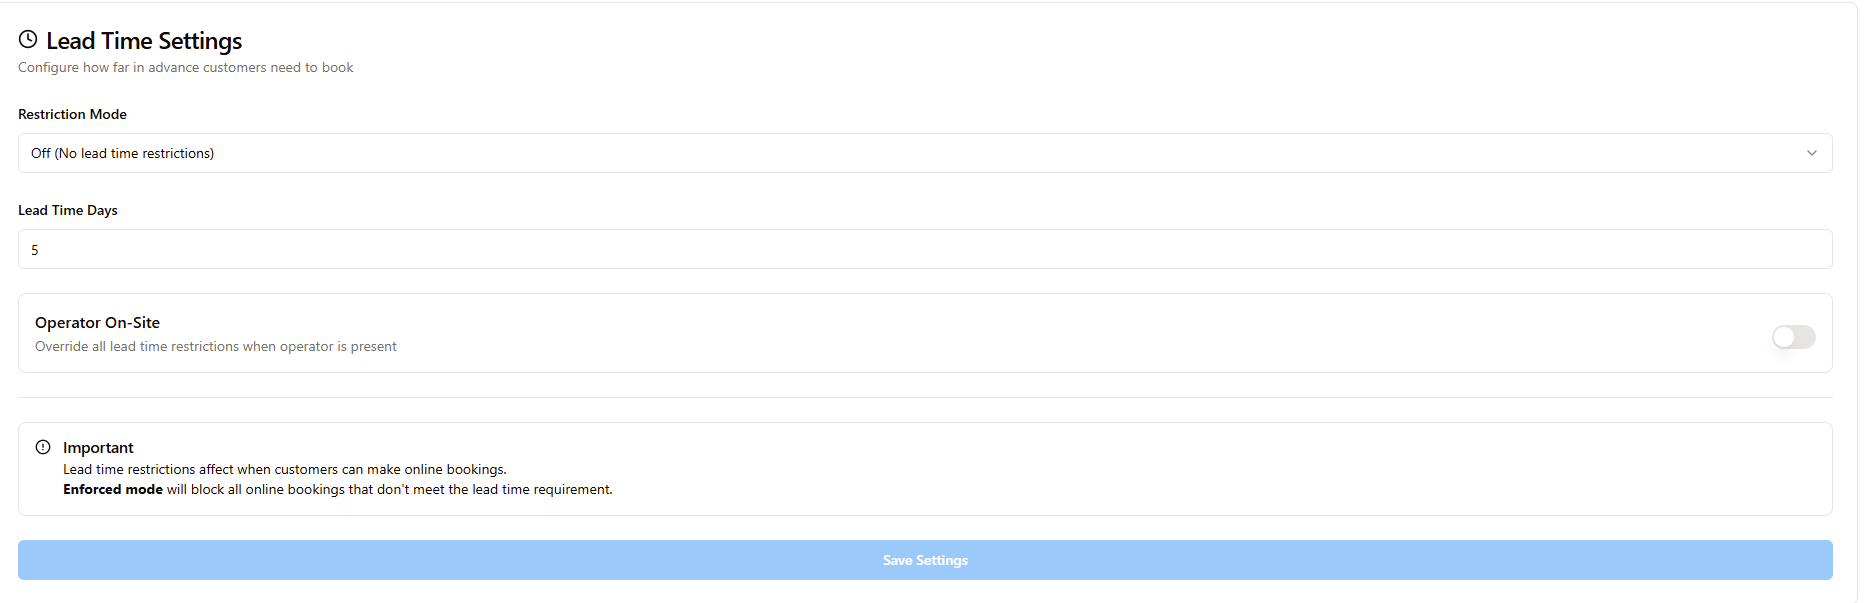 Lead Time Settings
Configure how far in advance customers need to book
Restriction Mode
Off (No lead time restrictions)
Lead Time Days
5
Operator On-Site
Override all lead time restrictions when operator is present
Important
Lead time restrictions affect when customers can make online bookings.
Enforced mode will block all online bookings that don't meet the lead time requirement.
Save Settings